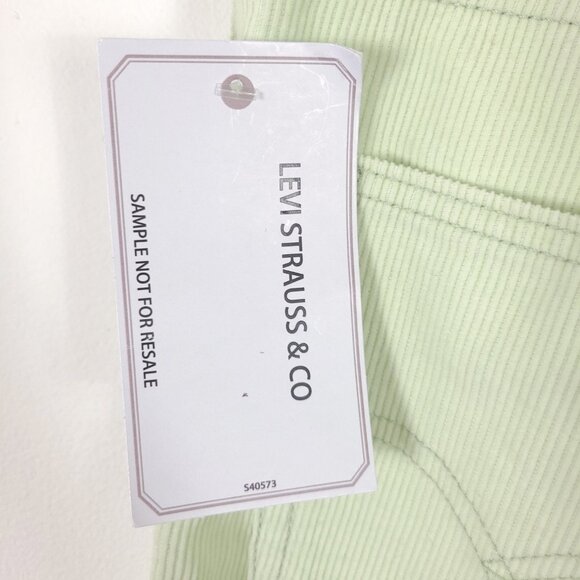 LEVI STRAUSS & CO
SAMPLE NOT FOR RESALE
S40573